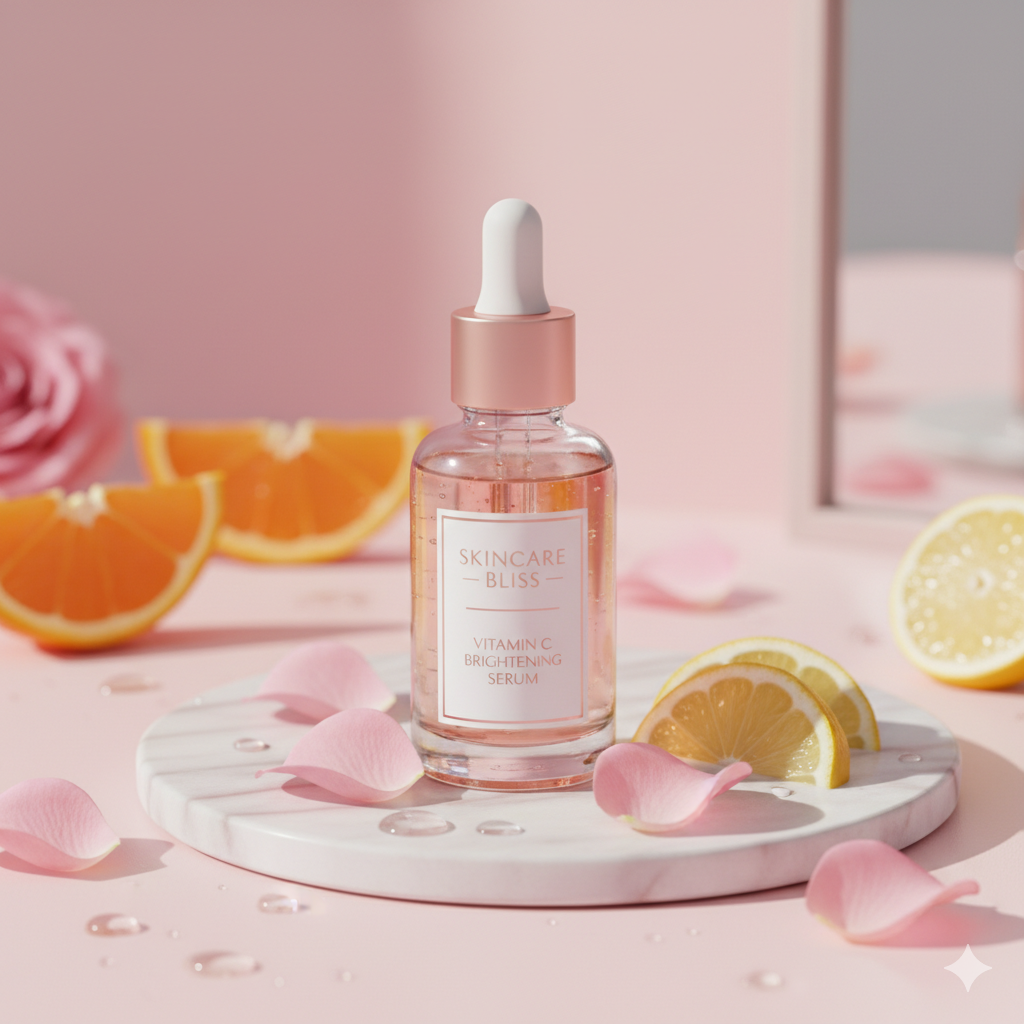 SKINCARE
— BLISS —
VITAMIN C
BRIGHTENING
SERUM